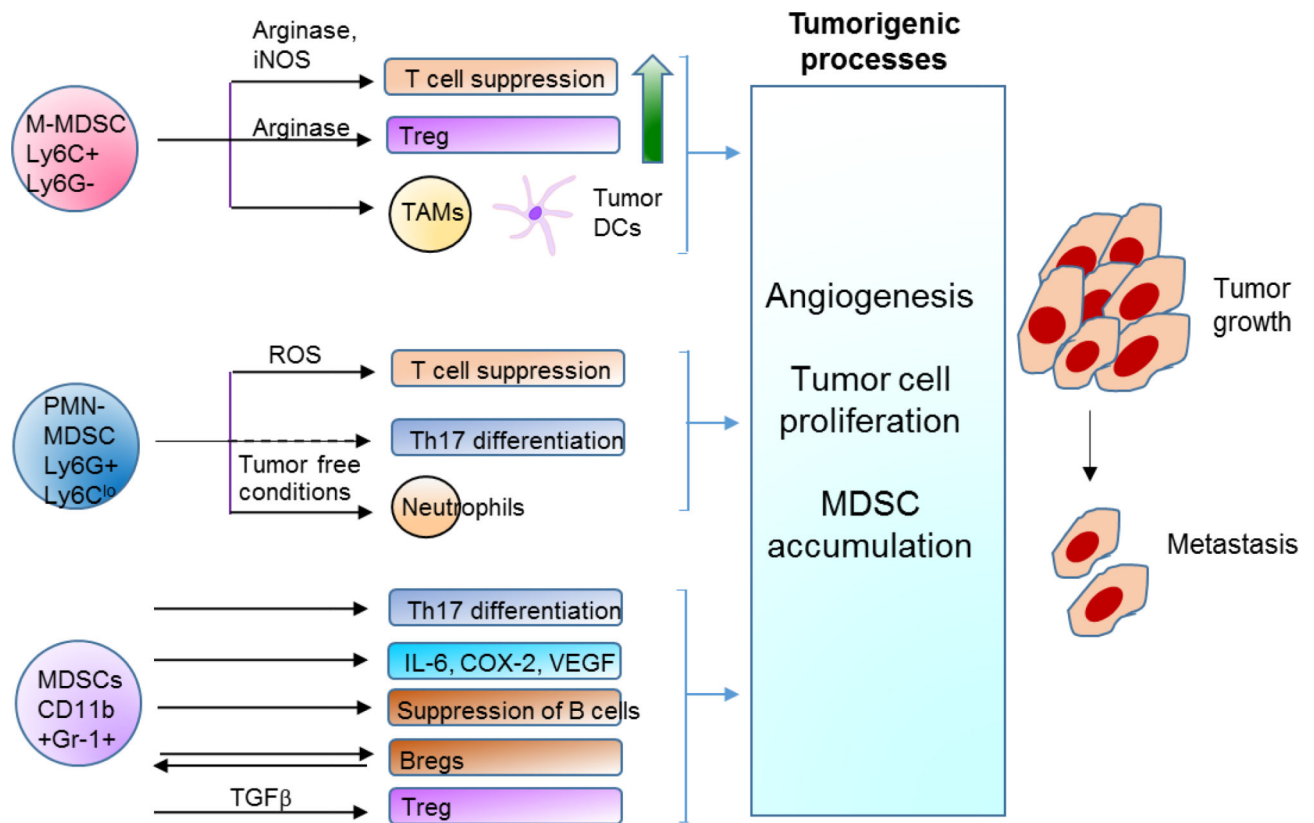 Tumorigenic
processes
Arginase,
iNOS
T cell suppression
M-MDSC
Ly6C+
Ly6G-
Arginase
Treg
TAMs
Tumor
DCs
ROS
T cell suppression
PMN-
MDSC
Ly6G+
Ly6Cˡᵒ
Th17 differentiation
Tumor free
conditions
Neutrophils
Th17 differentiation
IL-6, COX-2, VEGF
MDSCs
CD11b
+Gr-1+
Suppression of B cells
Bregs
TGFβ
Treg
Angiogenesis
Tumor cell
proliferation
MDSC
accumulation
Tumor
growth
Metastasis